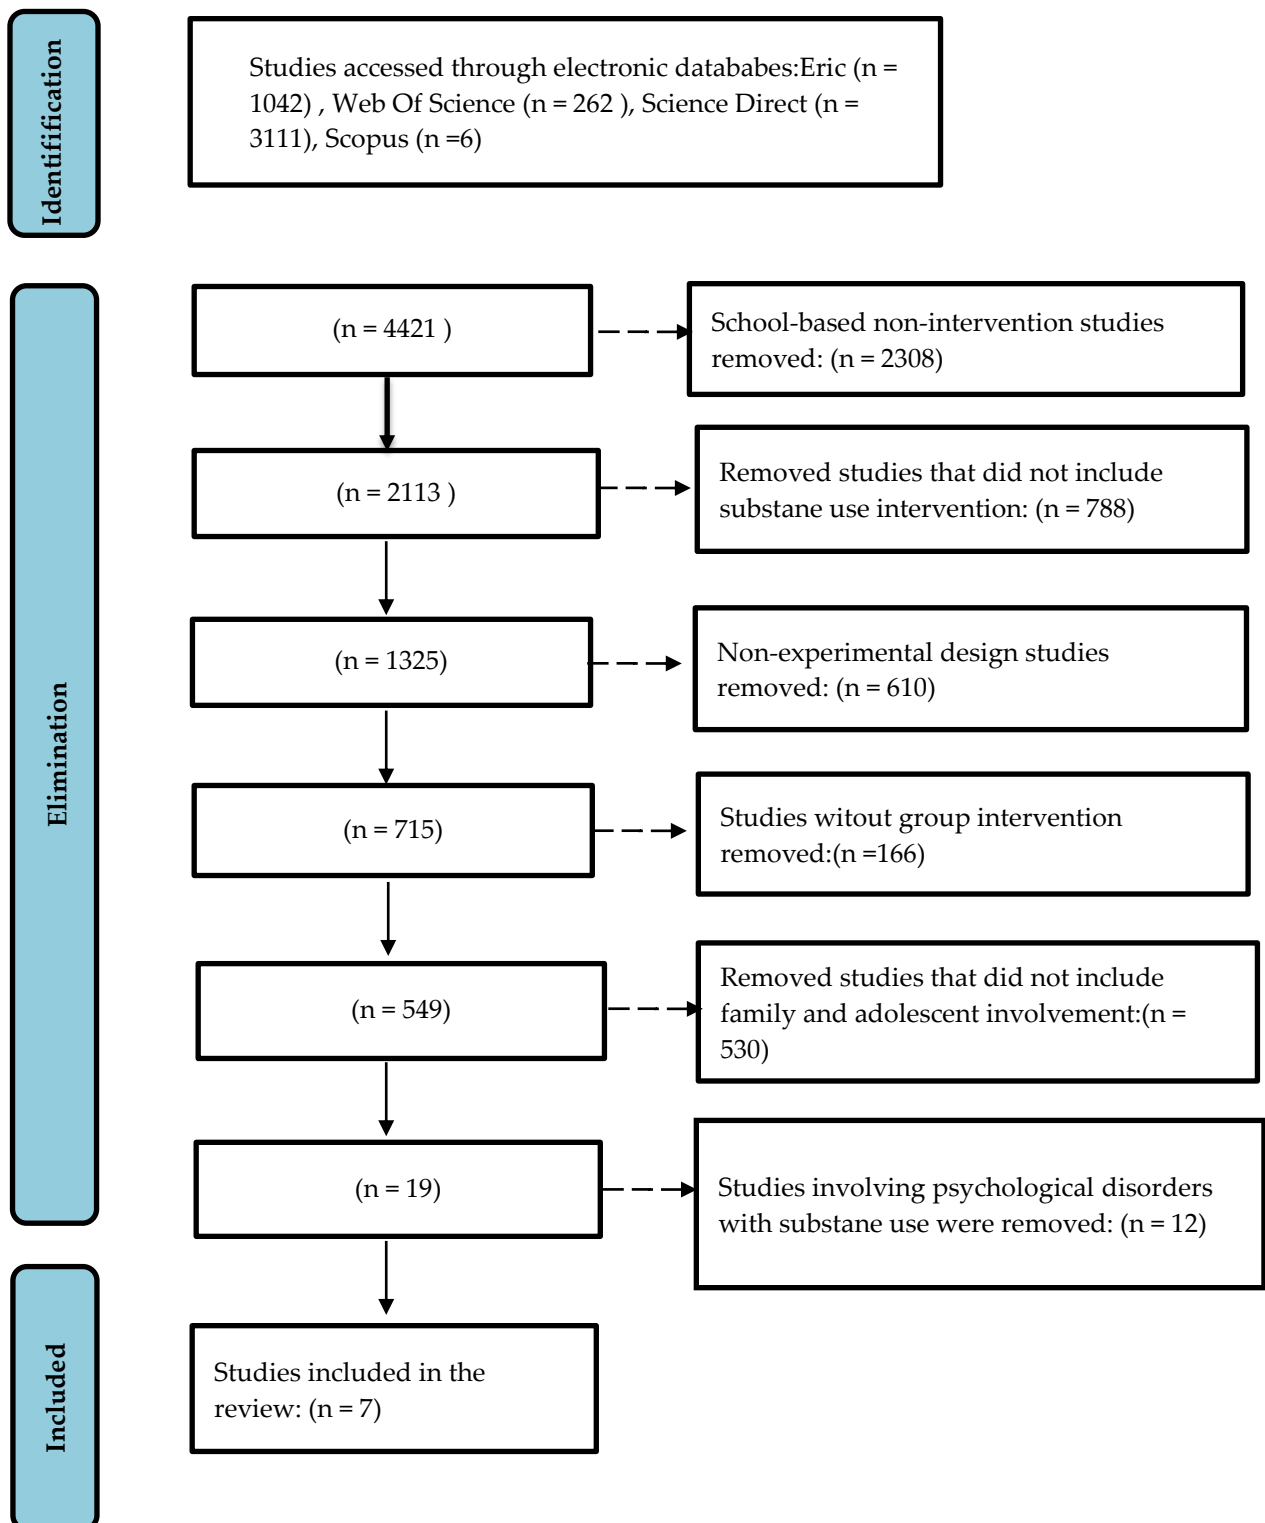 Identifification
Studies accessed through electronic datababes:Eric (n =
1042) , Web Of Science (n = 262 ), Science Direct (n =
3111), Scopus (n =6)
Elimination
(n = 4421 )
School-based non-intervention studies
removed: (n = 2308)
(n = 2113 )
Removed studies that did not include
substane use intervention: (n = 788)
(n = 1325)
Non-experimental design studies
removed: (n = 610)
(n = 715)
Studies witout group intervention
removed:(n =166)
(n = 549)
Removed studies that did not include
family and adolescent involvement:(n =
530)
(n = 19)
Studies involving psychological disorders
with substane use were removed: (n = 12)
Included
Studies included in the
review: (n = 7)